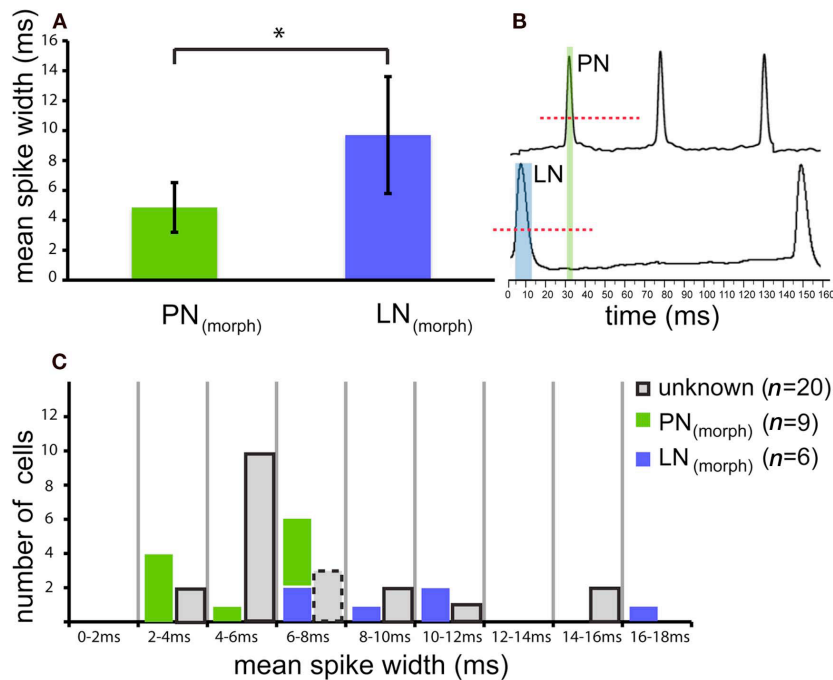 A
mean spike width (ms)
16
14
12
10
8
6
4
2
0
*
PN(morph)
LN(morph)
B
PN
LN
0 10 20 30 40 50 60 70 80 90 100 110 120 130 140 150 160
time (ms)
C
number of cells
12
10
8
6
4
2
unknown (n=20)
PN(morph) (n=9)
LN(morph) (n=6)
0-2ms 2-4ms 4-6ms 6-8ms 8-10ms 10-12ms 12-14ms 14-16ms 16-18ms
mean spike width (ms)